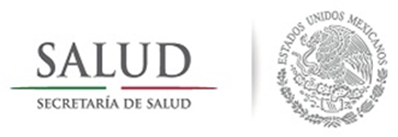 SALUD
SECRETARÍA DE SALUD
ESTADOS UNIDOS MEXICANOS